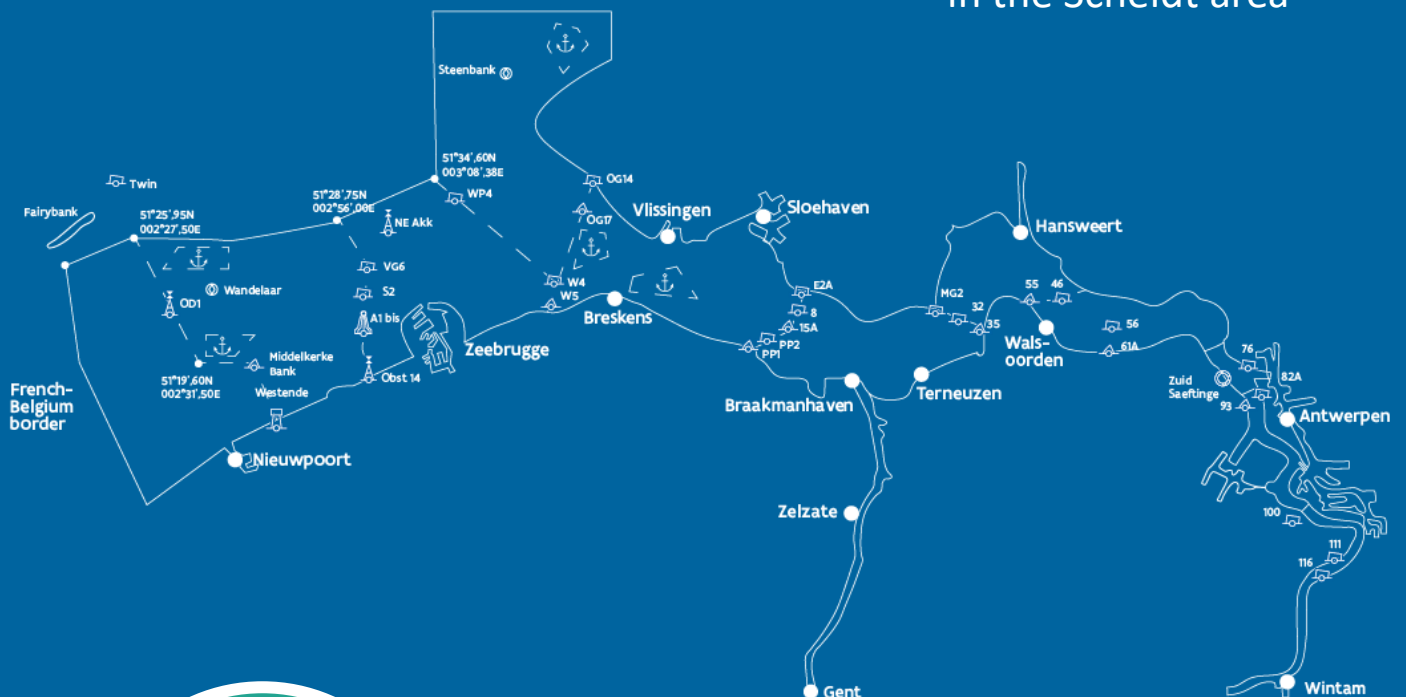 in the Scheldt area
Steenbank
51°34',60N
003°08',38E
Twin
WP4
OG14
Fairybank
51°25',95N
002°27',50E
51°28',75N
002°56',00E
NE Akk
OG17
Vlissingen
Sloehaven
Hansweert
VG6
S2
A1 bis
Wandelaar
OD1
W4
W5
Breskens
E2A
8
15A
PP2
PP1
MG2
32
35
55
46
56
61A
Wals-
oorden
Zeebrugge
Middelkerke
Bank
Westende
51°19',60N
002°31',50E
Obst 14
French-
Belgium
border
Nieuwpoort
Braakmanhaven
Terneuzen
76
82A
Zuid
Saeftinge
93
Antwerpen
Zelzate
100
111
116
Gent
Wintam